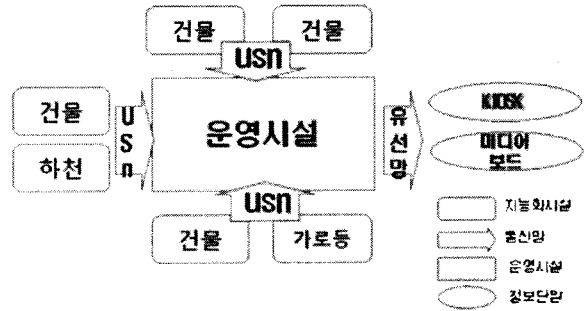 건물 건물
usn
건물
하천
USn
운영시설
유선망
KIOSK
미디어
보드
usn
건물 가로등
지능화시설
통신망
운영시설
정보단말